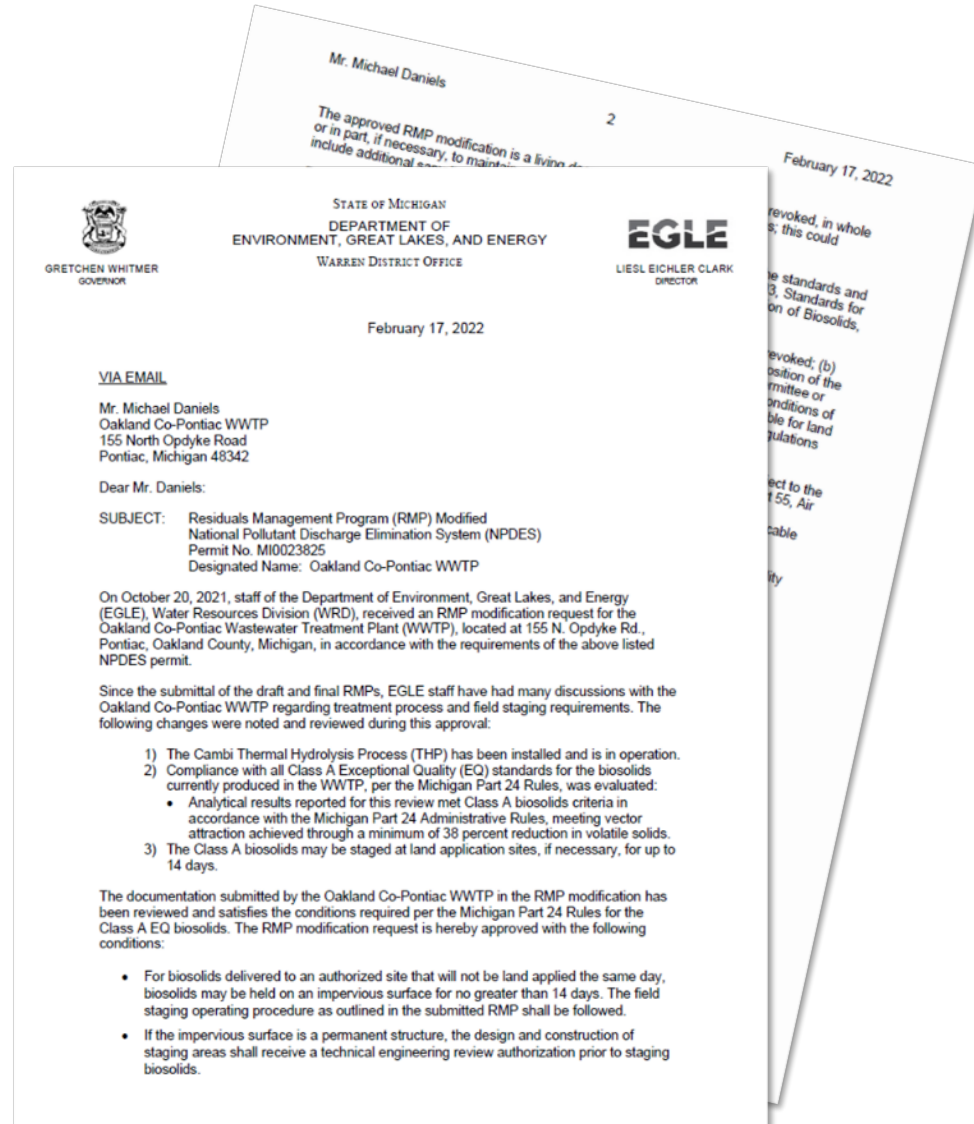 Mr. Michael Daniels
2
February 17, 2022
The approved RMP modification is a living
or in part, if necessary, to maintain
include additional
revoked, in whole
s; this could
e standards and
3, Standards for
on of Biosolids,
evoked; (b)
osition of the
rmittee or
onditions of
ble for land
gulations
ect to the
t 55, Air
cable
ity
STATE OF MICHIGAN
DEPARTMENT OF
ENVIRONMENT, GREAT LAKES, AND ENERGY
WARREN DISTRICT OFFICE
GRETCHEN WHITMER
GOVERNOR
EGLE
LIESL EICHLER CLARK
DIRECTOR
February 17, 2022
VIA EMAIL
Mr. Michael Daniels
Oakland Co-Pontiac WWTP
155 North Opdyke Road
Pontiac, Michigan 48342
Dear Mr. Daniels:
SUBJECT: Residuals Management Program (RMP) Modified
National Pollutant Discharge Elimination System (NPDES)
Permit No. MI0023825
Designated Name: Oakland Co-Pontiac WWTP
On October 20, 2021, staff of the Department of Environment, Great Lakes, and Energy
(EGLE), Water Resources Division (WRD), received an RMP modification request for the
Oakland Co-Pontiac Wastewater Treatment Plant (WWTP), located at 155 N. Opdyke Rd.,
Pontiac, Oakland County, Michigan, in accordance with the requirements of the above listed
NPDES permit.
Since the submittal of the draft and final RMPs, EGLE staff have had many discussions with the
Oakland Co-Pontiac WWTP regarding treatment process and field staging requirements. The
following changes were noted and reviewed during this approval:
1) The Cambi Thermal Hydrolysis Process (THP) has been installed and is in operation.
2) Compliance with all Class A Exceptional Quality (EQ) standards for the biosolids
currently produced in the WWTP, per the Michigan Part 24 Rules, was evaluated:
• Analytical results reported for this review met Class A biosolids criteria in
accordance with the Michigan Part 24 Administrative Rules, meeting vector
attraction achieved through a minimum of 38 percent reduction in volatile solids.
3) The Class A biosolids may be staged at land application sites, if necessary, for up to
14 days.
The documentation submitted by the Oakland Co-Pontiac WWTP in the RMP modification has
been reviewed and satisfies the conditions required per the Michigan Part 24 Rules for the
Class A EQ biosolids. The RMP modification request is hereby approved with the following
conditions:
• For biosolids delivered to an authorized site that will not be land applied the same day,
biosolids may be held on an impervious surface for no greater than 14 days. The field
staging operating procedure as outlined in the submitted RMP shall be followed.
• If the impervious surface is a permanent structure, the design and construction of
staging areas shall receive a technical engineering review authorization prior to staging
biosolids.